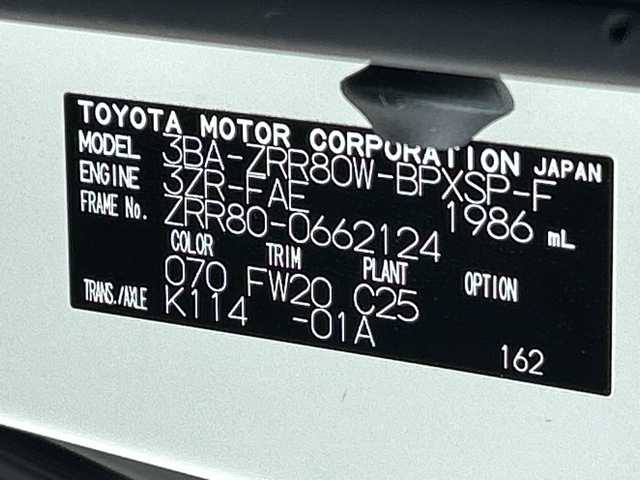 TOYOTA MOTOR CORPORATION JAPAN
MODEL 3BA-ZRR80W-BPXSP-F
ENGINE 3ZR-FAE 1986 mL
FRAME No. ZRR80-0662124
COLOR TRIM PLANT OPTION
070 FW20 C25
TRANS./AXLE K114 -01A
162